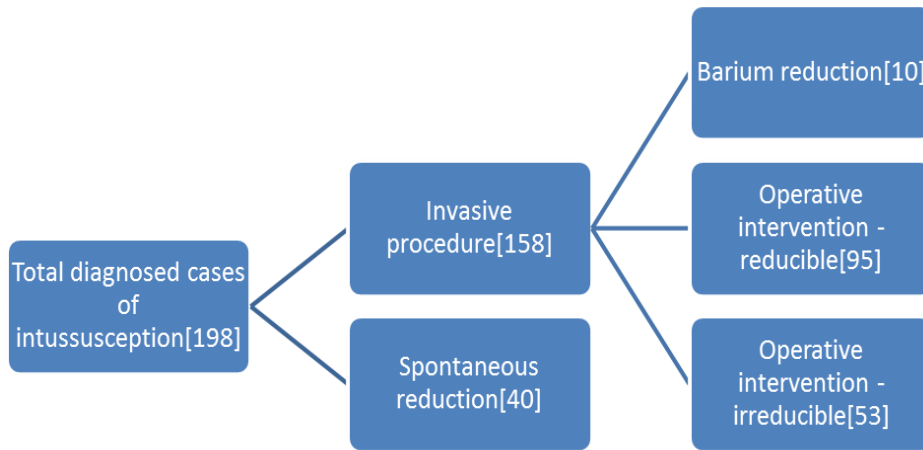 Total diagnosed cases
of
intussusception[198]
Invasive
procedure[158]
Spontaneous
reduction[40]
Barium reduction[10]
Operative
intervention -
reducible[95]
Operative
intervention -
irreducible[53]